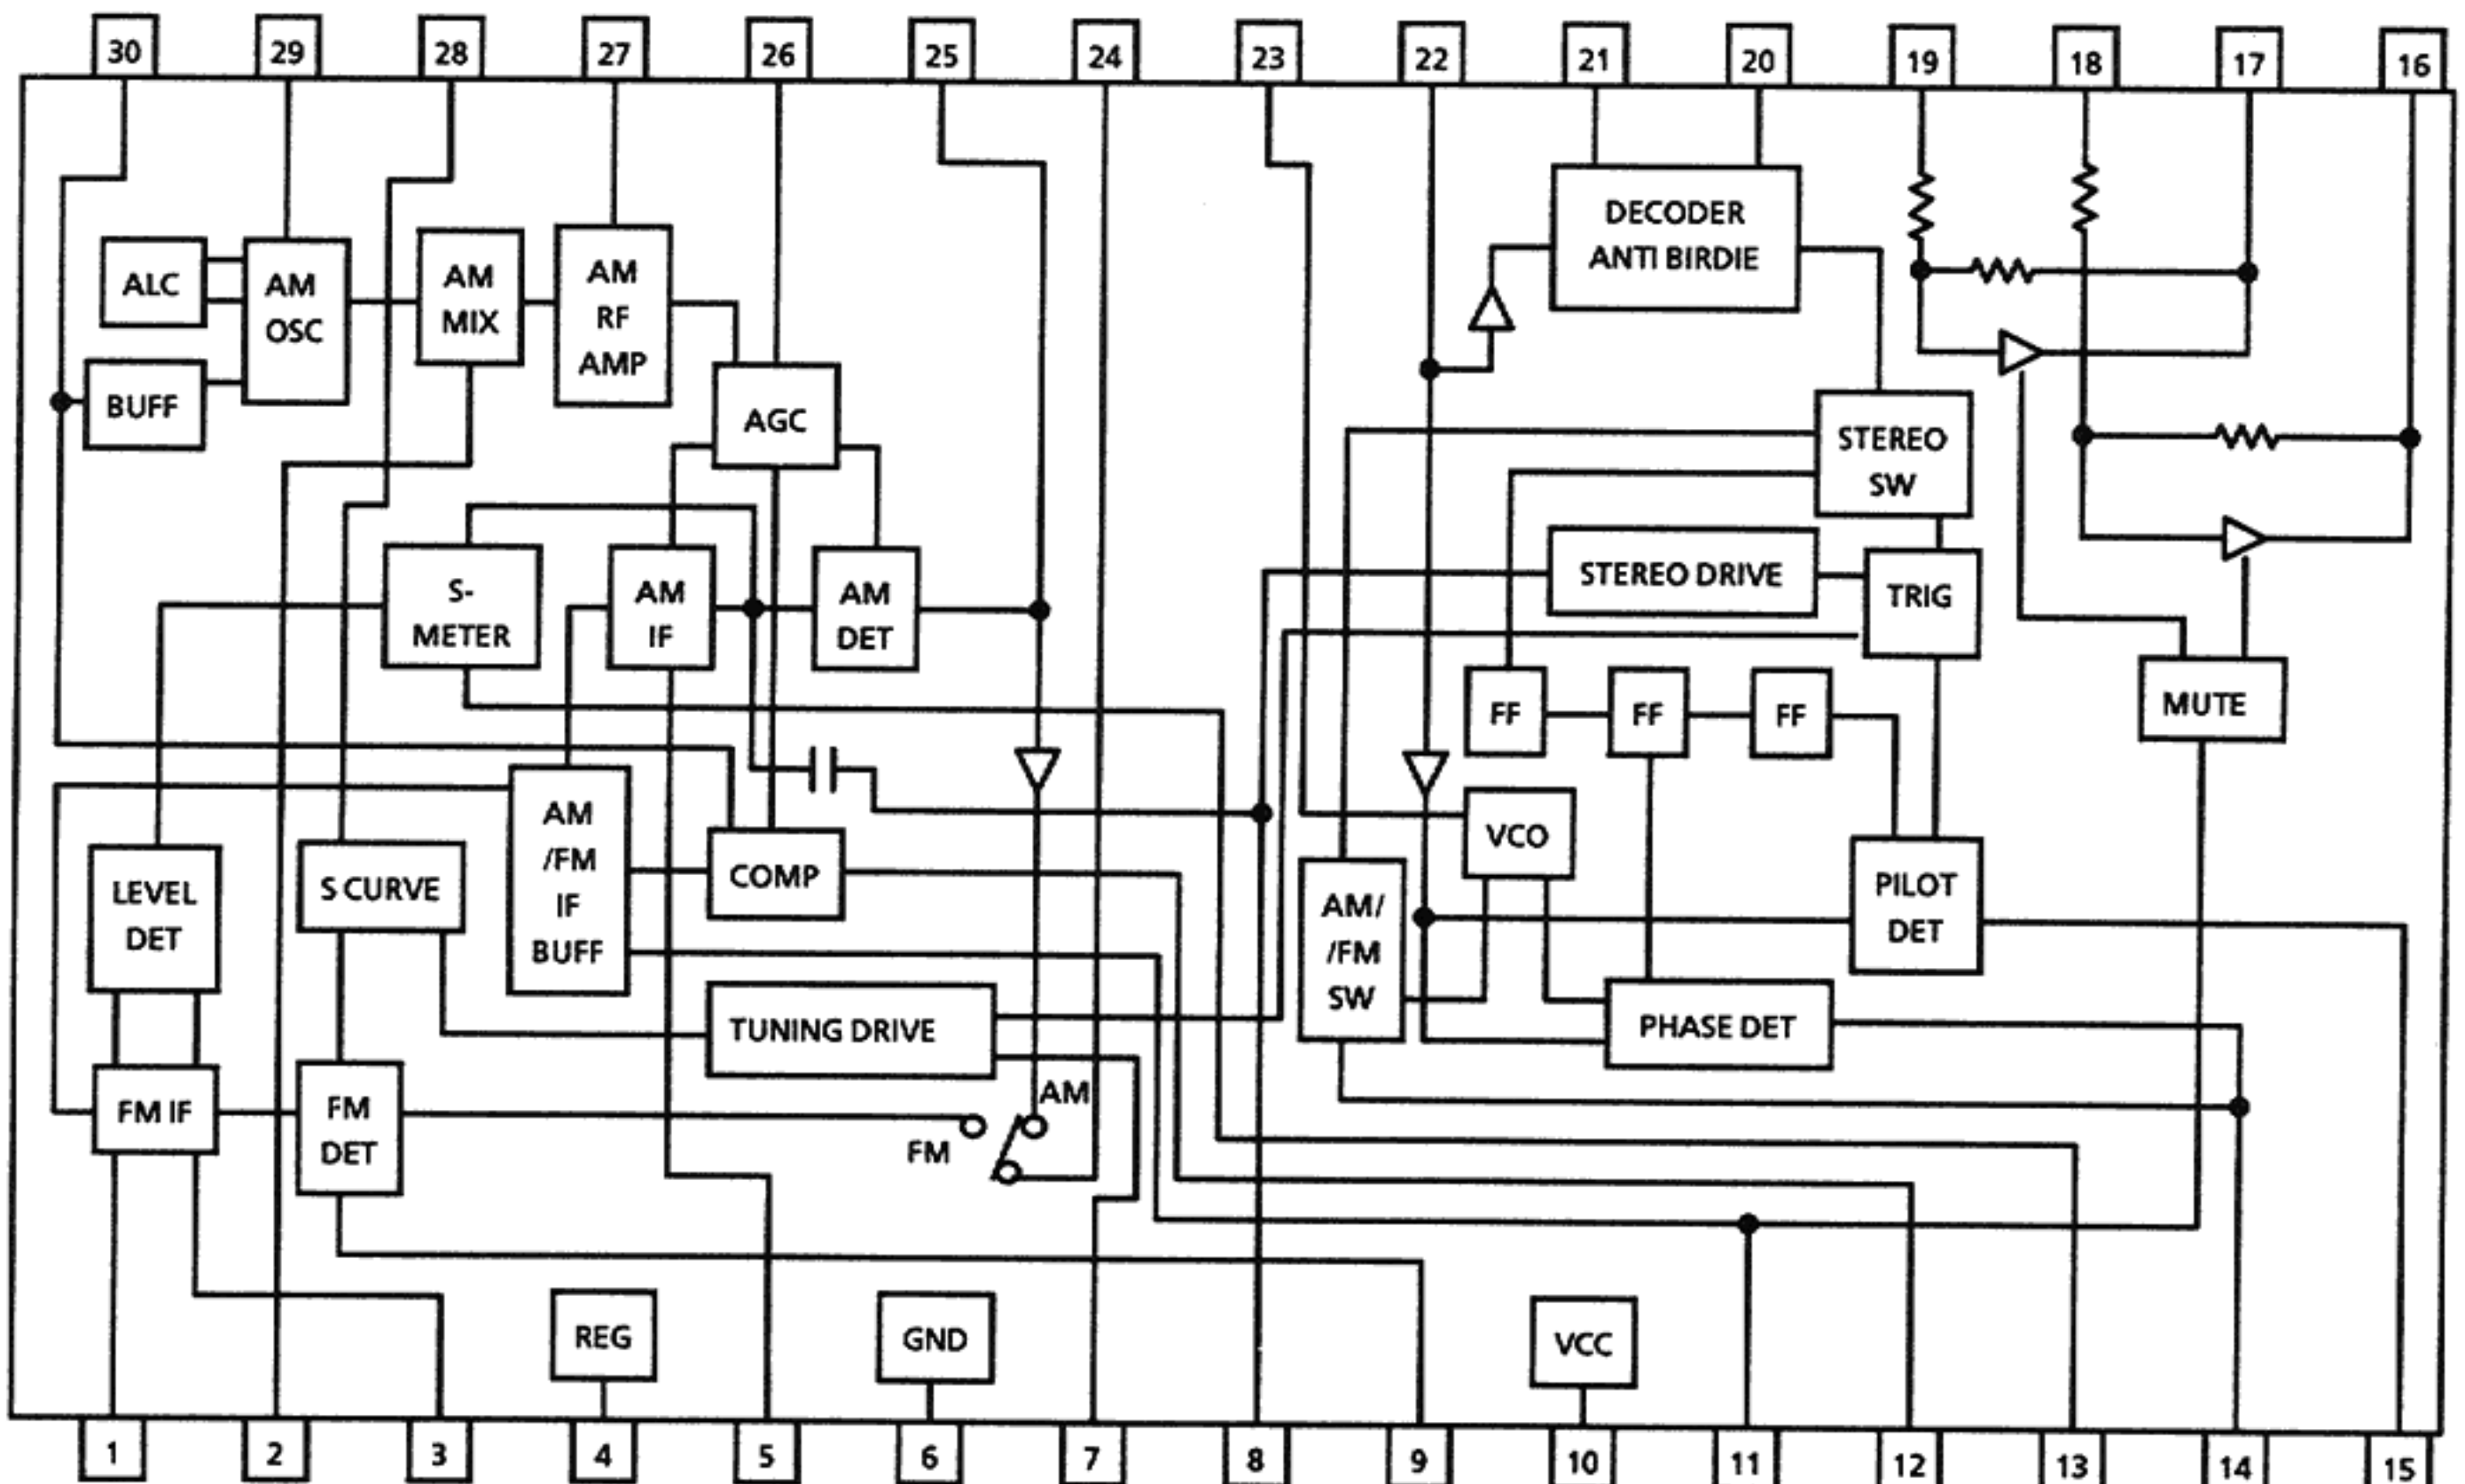 30
29
28
27
26
25
24
23
22
21
20
19
18
17
16
ALC
AM
OSC
AM
MIX
AM
RF
AMP
DECODER
ANTI BIRDIE
BUFF
AGC
STEREO
SW
S-
METER
AM
IF
AM
DET
STEREO DRIVE
TRIG
FF
FF
FF
MUTE
AM
/FM
IF
BUFF
VCO
LEVEL
DET
S CURVE
COMP
AM/
/FM
SW
PILOT
DET
TUNING DRIVE
PHASE DET
FM IF
FM
DET
AM
FM
REG
GND
VCC
1
2
3
4
5
6
7
8
9
10
11
12
13
14
15